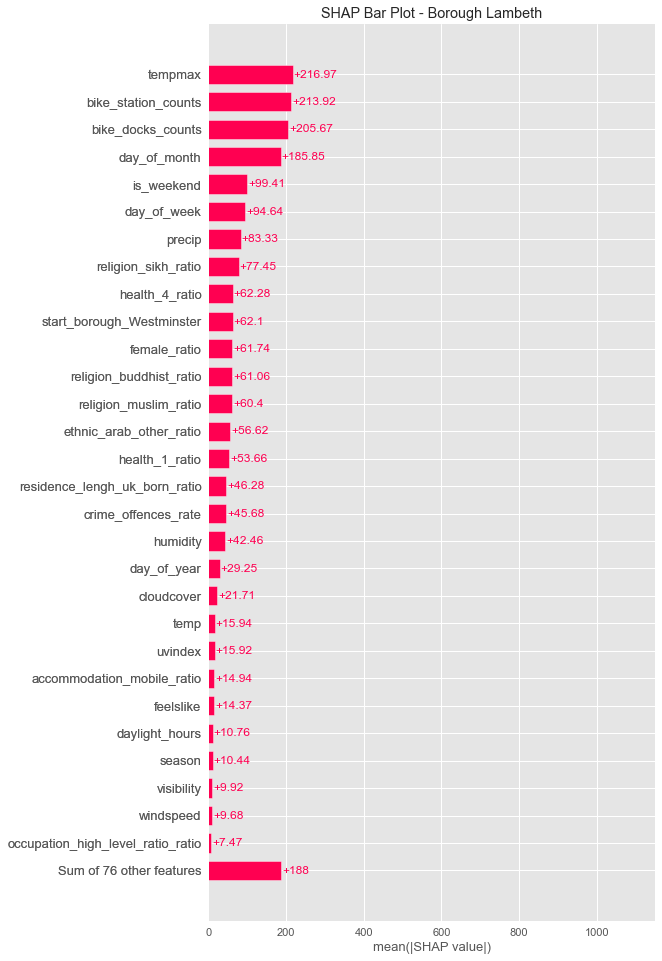 SHAP Bar Plot - Borough Lambeth
tempmax +216.97
bike_station_counts +213.92
bike_docks_counts +205.67
day_of_month +185.85
is_weekend +99.41
day_of_week +94.64
precip +83.33
religion_sikh_ratio +77.45
health_4_ratio +62.28
start_borough_Westminster +62.1
female_ratio +61.74
religion_buddhist_ratio +61.06
religion_muslim_ratio +60.4
ethnic_arab_other_ratio +56.62
health_1_ratio +53.66
residence_lengh_uk_born_ratio +46.28
crime_offences_rate +45.68
humidity +42.46
day_of_year +29.25
cloudcover +21.71
temp +15.94
uvindex +15.92
accommodation_mobile_ratio +14.94
feelslike +14.37
daylight_hours +10.76
season +10.44
visibility +9.92
windspeed +9.68
occupation_high_level_ratio_ratio +7.47
Sum of 76 other features +188
0 200 400 600 800 1000
mean(|SHAP value|)